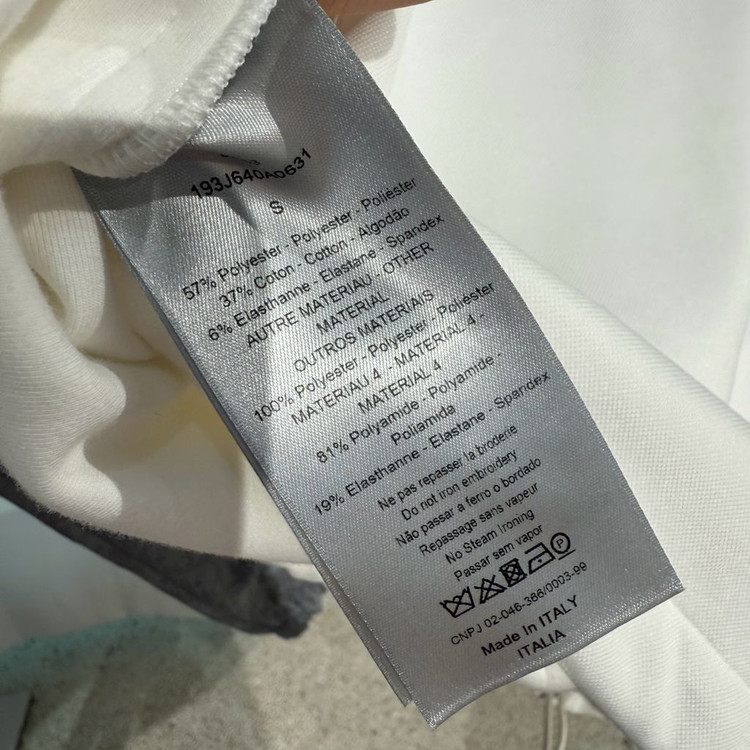 193J640A0631
S
57% Polyester - Polyester - Poliéster
37% Coton - Cotton - Algodão
6% Elasthanne - Elastane - Spandex
AUTRE MATERIAU - OTHER
MATERIAL
OUTROS MATERIAIS
100% Polyester - Polyester - Poliester
MATERIAU 4 - MATERIAL 4 -
MATERIAL 4
81% Polyamide - Polyamide -
Poliamida
19% Elasthanne - Elastane - Spandex
Ne pas repasser la broderie
Do not iron embroidery
Não passar a ferro o bordado
Repassage sans vapeur
No Steam Ironing
Passar sem vapor
P
CNPJ 02-046-366/0003-99
Made In ITALY
ITALIA